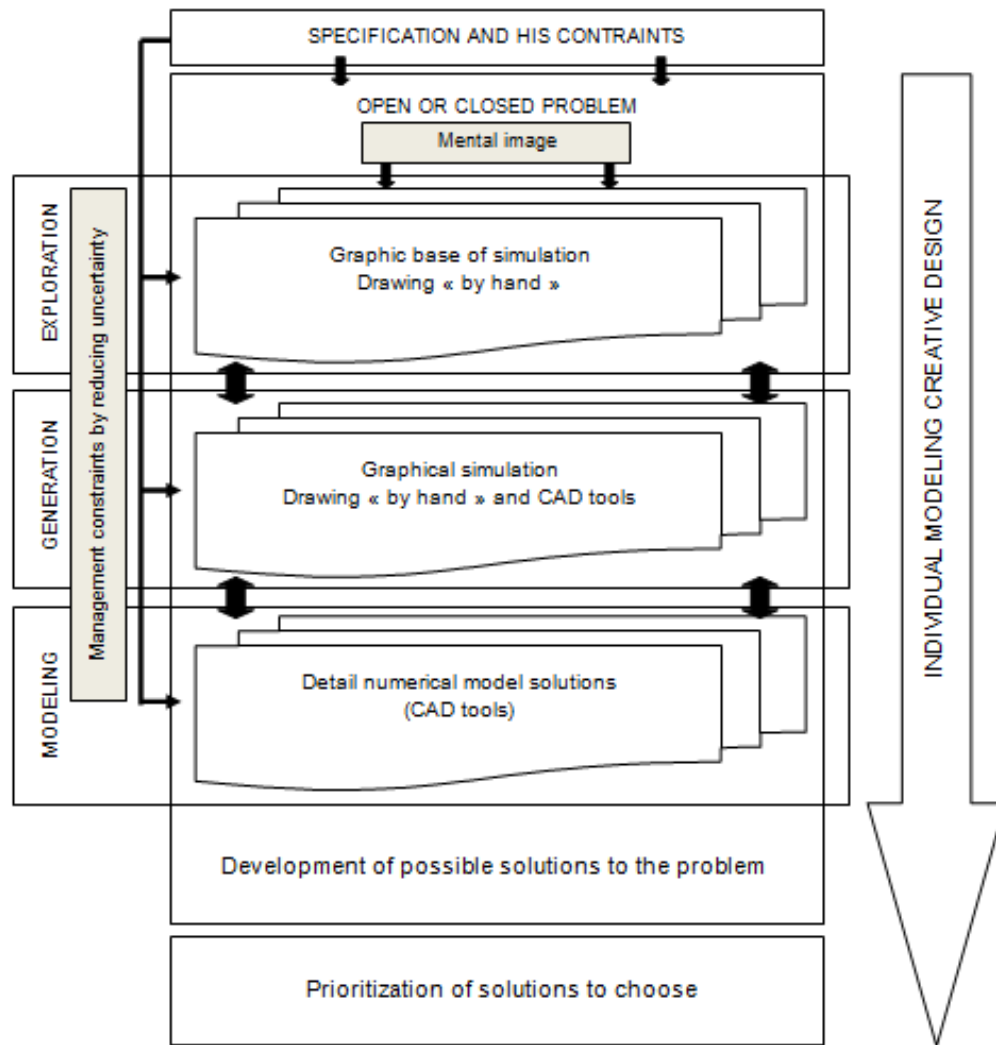 SPECIFICATION AND HIS CONTRAINTS
OPEN OR CLOSED PROBLEM
Mental image
EXPLORATION
Management constraints by reducing uncertainty
Graphic base of simulation
Drawing « by hand »
GENERATION
Graphical simulation
Drawing « by hand » and CAD tools
MODELING
Detail numerical model solutions
(CAD tools)
Development of possible solutions to the problem
Prioritization of solutions to choose
INDIVIDUAL MODELING CREATIVE DESIGN